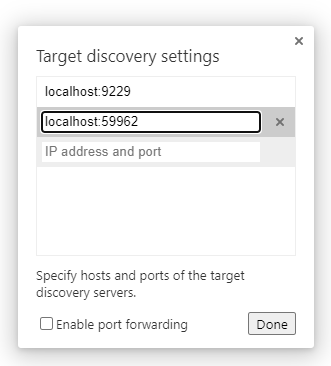 Target discovery settings
localhost:9229
localhost:59962
IP address and port
Specify hosts and ports of the target
discovery servers.
Enable port forwarding
Done